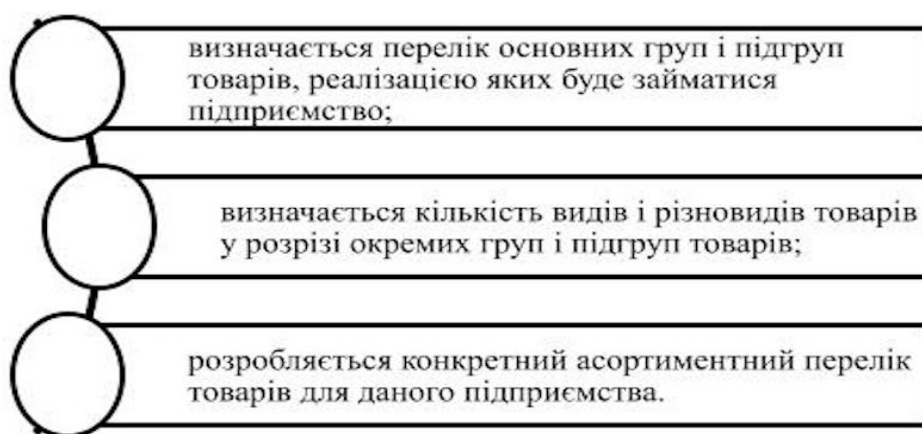 визначається перелік основних груп і підгруп
товарів, реалізацією яких буде займатися
підприємство;
визначається кількість видів і різновидів товарів
у розрізі окремих груп і підгруп товарів;
розробляється конкретний асортиментний перелік
товарів для даного підприємства.